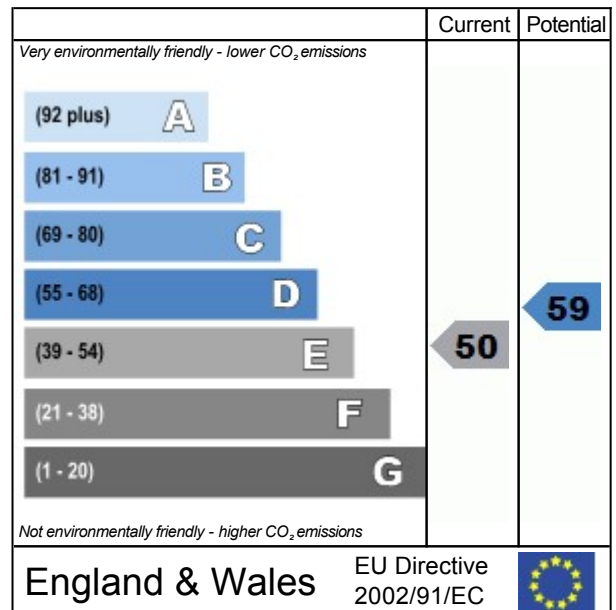 Current Potential
Very environmentally friendly - lower CO₂ emissions
(92 plus) A
(81 - 91) B
(69 - 80) C
(55 - 68) D
59
(39 - 54) E
50
(21 - 38) F
(1 - 20) G
Not environmentally friendly - higher CO₂ emissions
England & Wales
EU Directive
2002/91/EC